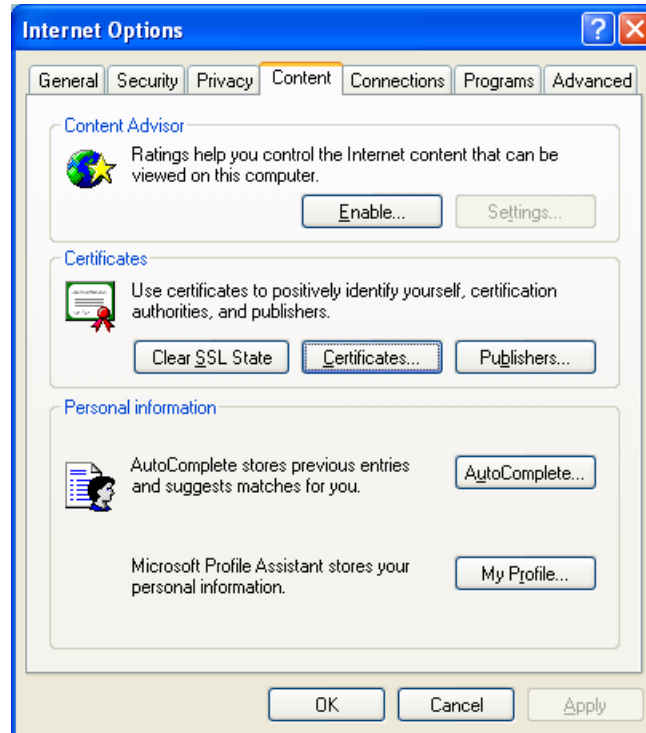 Internet Options
General Security Privacy Content Connections Programs Advanced
Content Advisor
Ratings help you control the Internet content that can be
viewed on this computer.
Enable... Settings...
Certificates
Use certificates to positively identify yourself, certification
authorities, and publishers.
Clear SSL State Certificates... Publishers...
Personal information
AutoComplete stores previous entries
and suggests matches for you.
AutoComplete...
Microsoft Profile Assistant stores your
personal information.
My Profile...
OK Cancel Apply